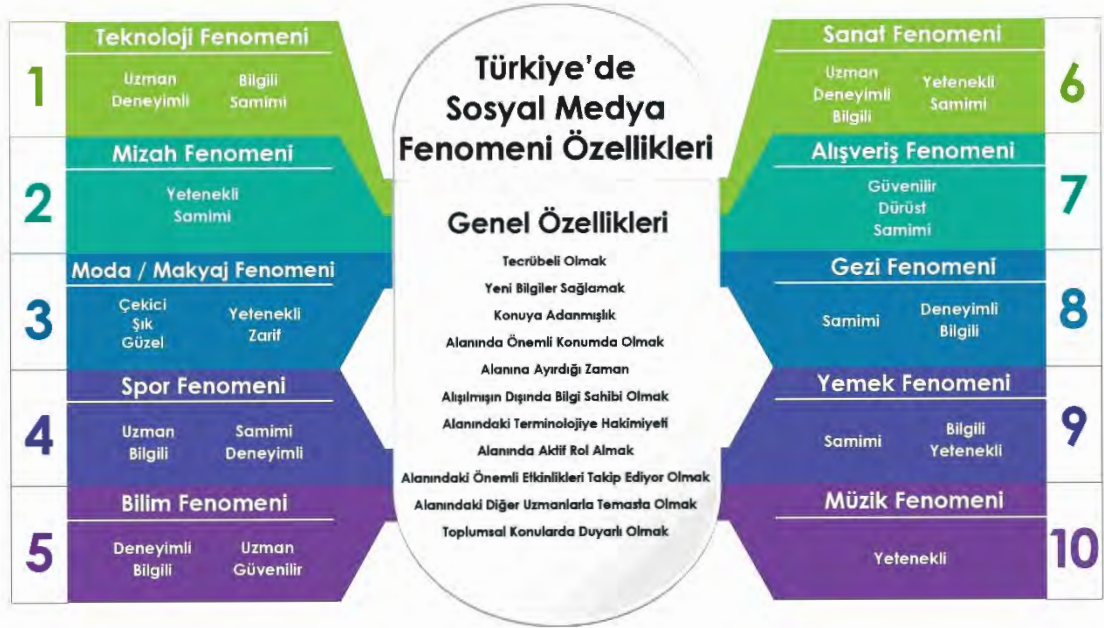 Türkiye'de
Sosyal Medya
Fenomeni Özellikleri
Genel Özellikleri
Tecrübeli Olmak
Yeni Bilgiler Sağlamak
Konuya Adanmışlık
Alanında Önemli Konumda Olmak
Alanına Ayırdığı Zaman
Alışılmışın Dışında Bilgi Sahibi Olmak
Alanındaki Terminolojiye Hakimiyeti
Alanında Aktif Rol Almak
Alanındaki Önemli Etkinlikleri Takip Ediyor Olmak
Alanındaki Diğer Uzmanlarla Temasta Olmak
Toplumsal Konularda Duyarlı Olmak
1
Teknoloji Fenomeni
Uzman Bilgili
Deneyimli Samimi
2
Mizah Fenomeni
Yetenekli
Samimi
3
Moda / Makyaj Fenomeni
Çekici
Şık
Güzel
Yetenekli
Zarif
4
Spor Fenomeni
Uzman Samimi
Bilgili Deneyimli
5
Bilim Fenomeni
Deneyimli Uzman
Bilgili Güvenilir
6
Sanat Fenomeni
Uzman
Deneyimli
Bilgili
Yetenekli
Samimi
7
Alışveriş Fenomeni
Güvenilir
Dürüst
Samimi
8
Gezi Fenomeni
Samimi
Deneyimli
Bilgili
9
Yemek Fenomeni
Samimi
Bilgili
Yetenekli
10
Müzik Fenomeni
Yetenekli